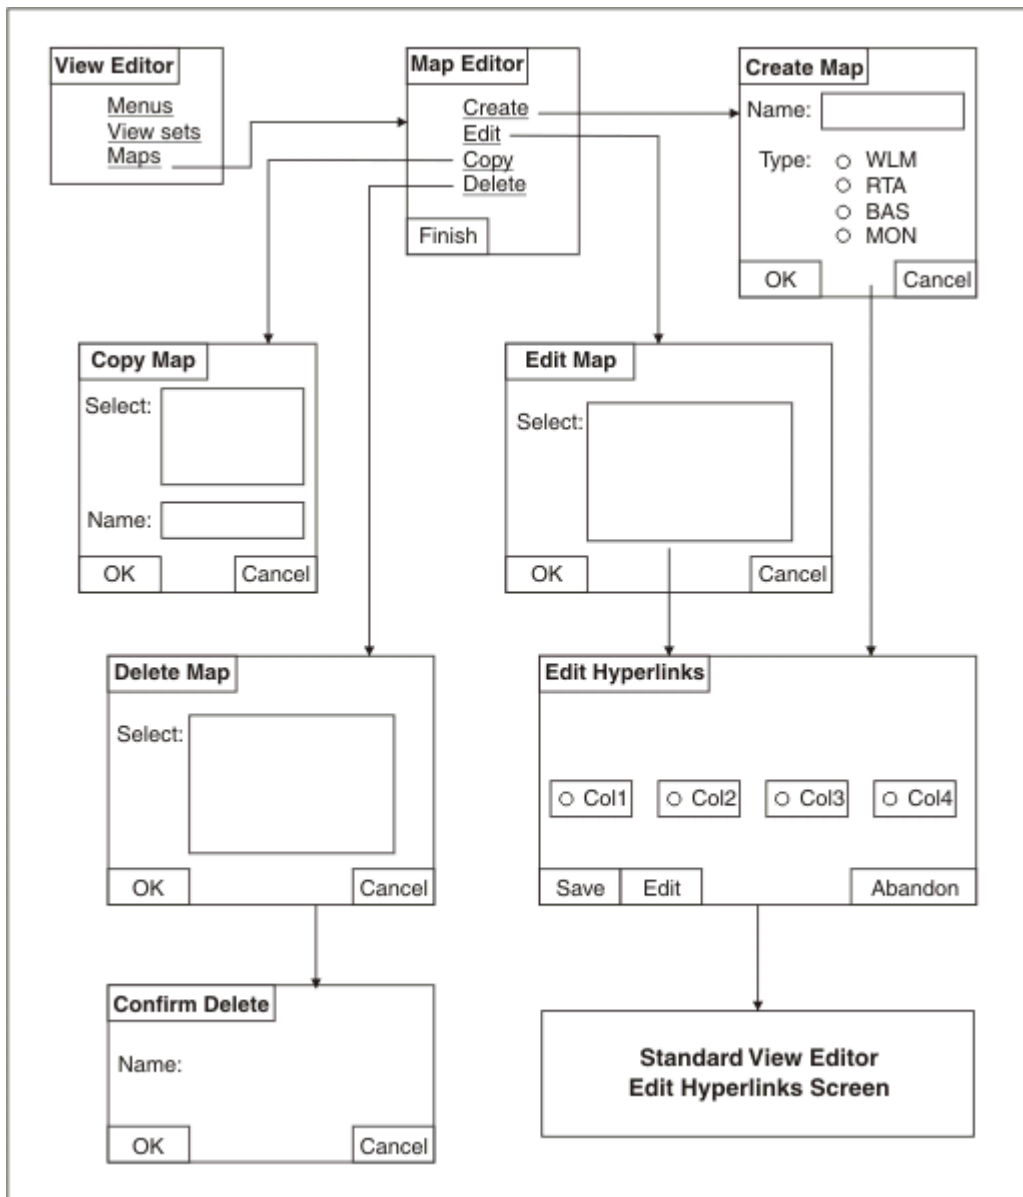 View Editor
Menus
View sets
Maps
Map Editor
Create
Edit
Copy
Delete
Finish
Create Map
Name:
Type:
WLM
RTA
BAS
MON
OK
Cancel
Copy Map
Select:
Name:
OK
Cancel
Edit Map
Select:
OK
Cancel
Delete Map
Select:
OK
Cancel
Edit Hyperlinks
Col1
Col2
Col3
Col4
Save
Edit
Abandon
Confirm Delete
Name:
OK
Cancel
Standard View Editor
Edit Hyperlinks Screen